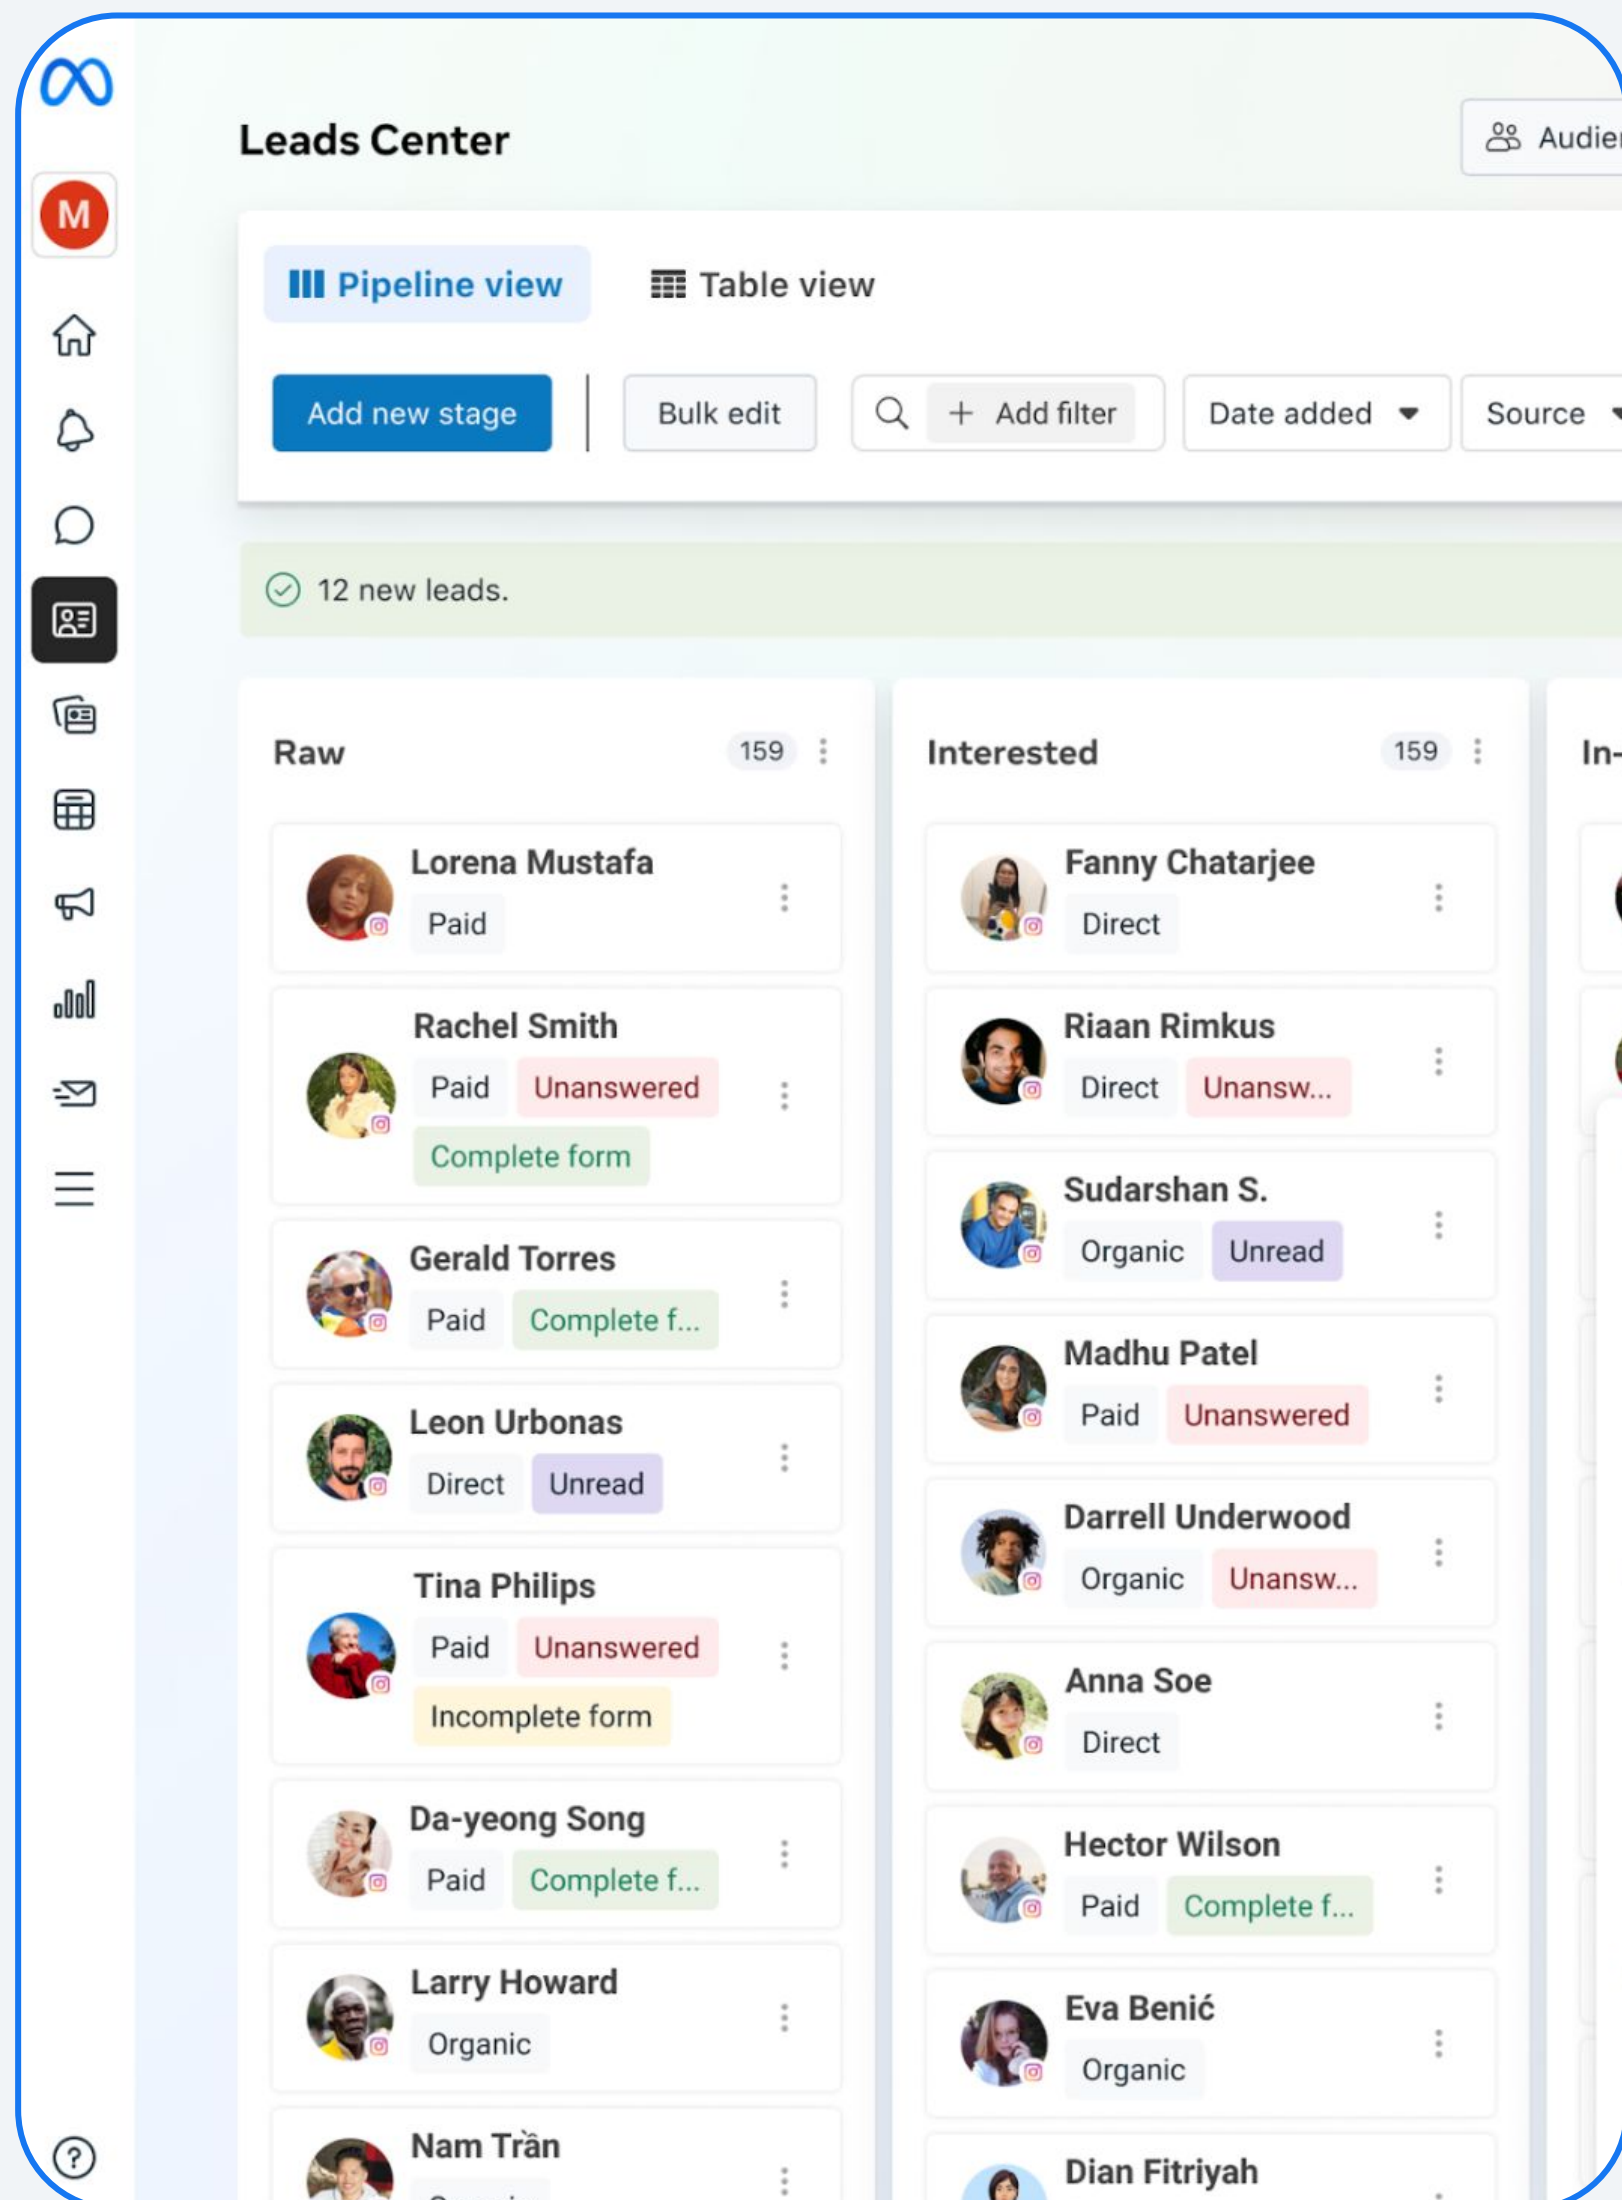 Leads Center
M
Pipeline view
Table view
Add new stage
Bulk edit
+ Add filter
Date added
Source
12 new leads.
Raw 159
Lorena Mustafa
Paid
Rachel Smith
Paid Unanswered
Complete form
Gerald Torres
Paid Complete f...
Leon Urbonas
Direct Unread
Tina Philips
Paid Unanswered
Incomplete form
Da-yeong Song
Paid Complete f...
Larry Howard
Organic
Nam Trần
Interested 159
Fanny Chatarjee
Direct
Riaan Rimkus
Direct Unansw...
Sudarshan S.
Organic Unread
Madhu Patel
Paid Unanswered
Darrell Underwood
Organic Unansw...
Anna Soe
Direct
Hector Wilson
Paid Complete f...
Eva Benić
Organic
Dian Fitriyah
In-